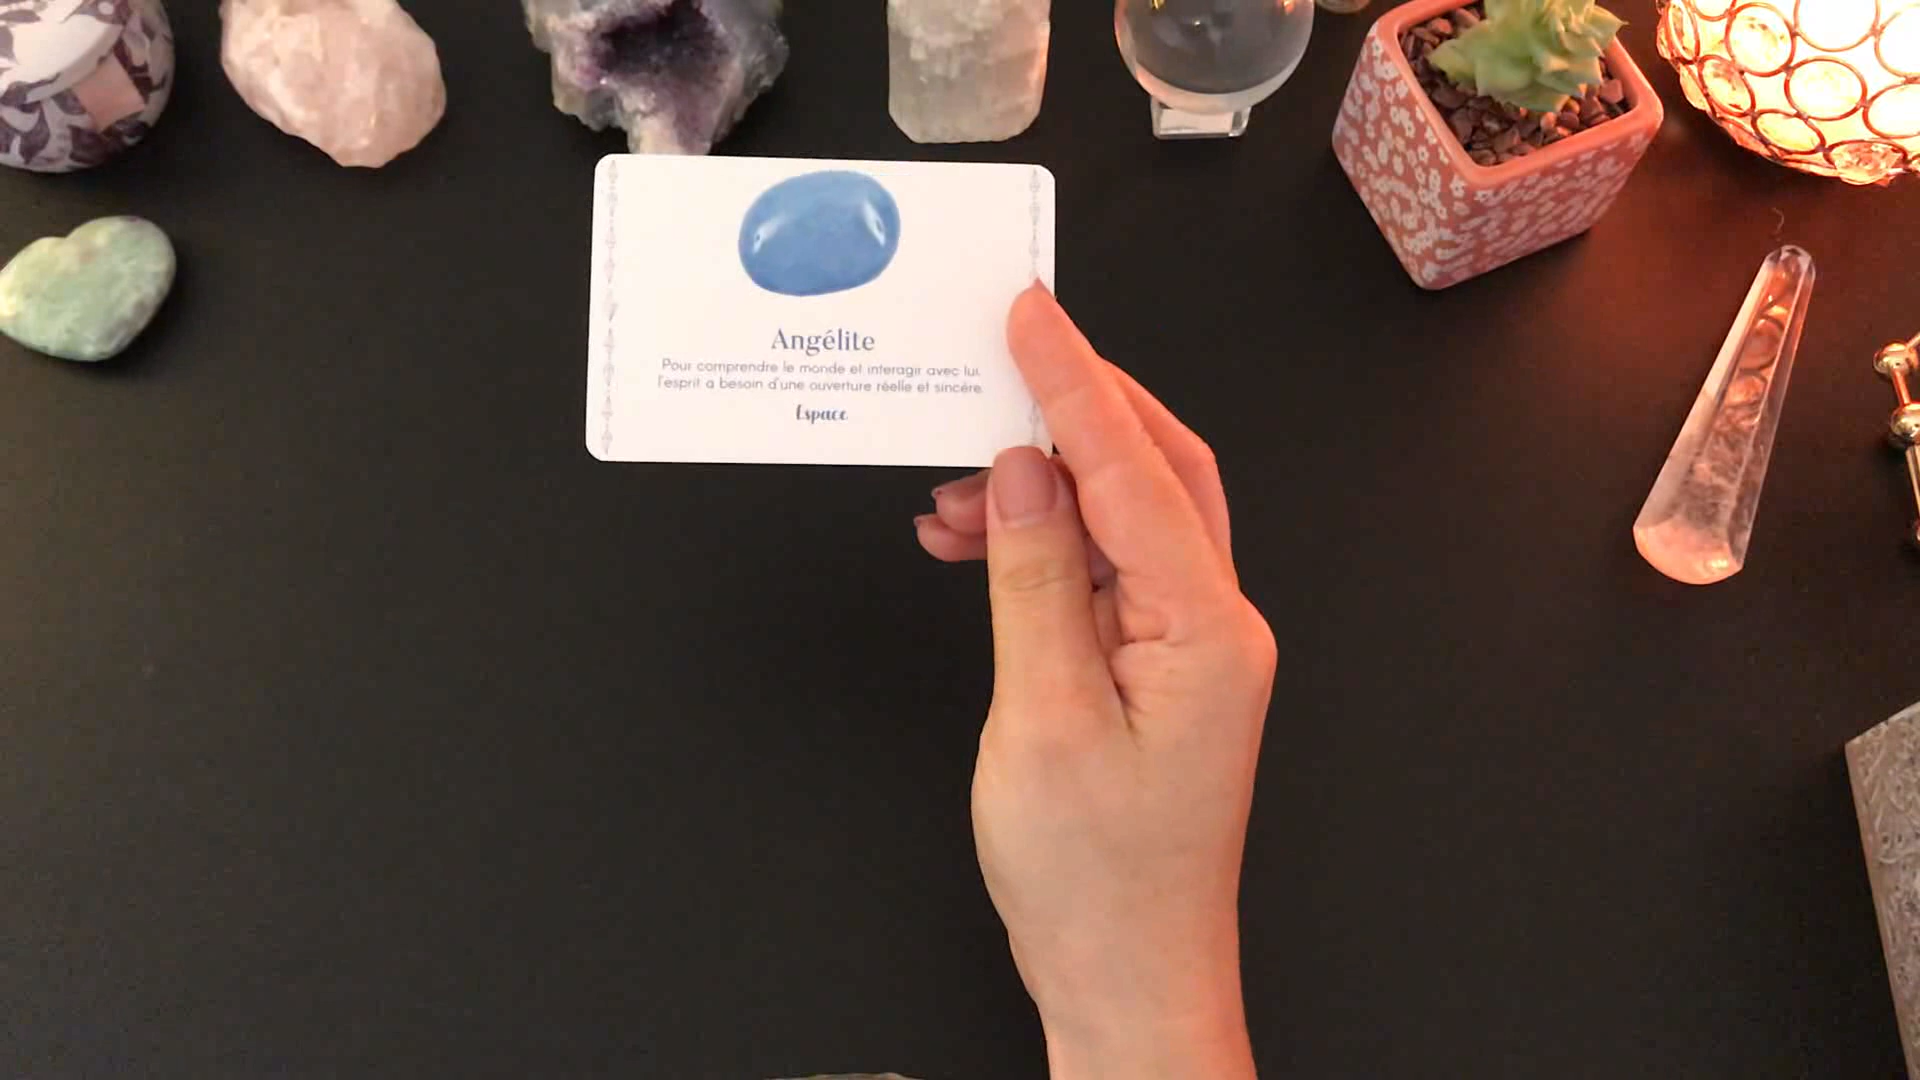 Angélite
Pour comprendre le monde et interagir avec lui,
l'esprit a besoin d'une ouverture réelle et sincère.
Espace